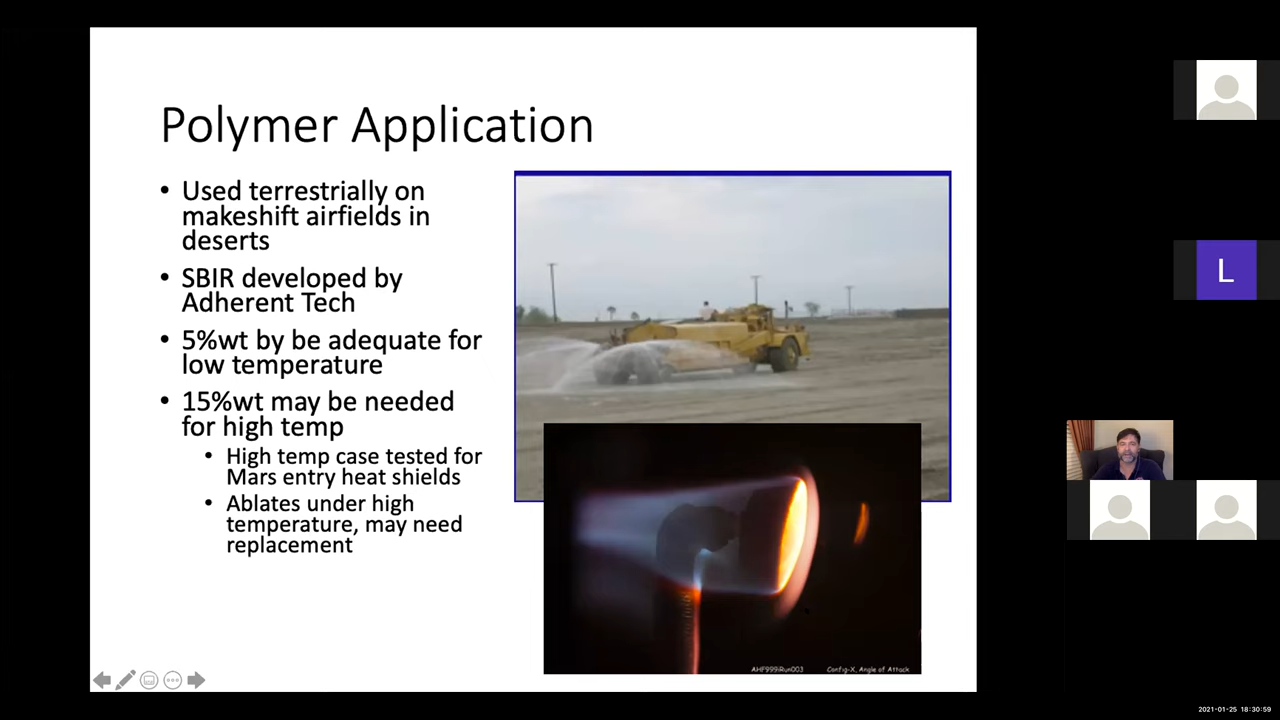 Polymer Application
• Used terrestrially on
makeshift airfields in
deserts
• SBIR developed by
Adherent Tech
• 5%wt by be adequate for
low temperature
• 15%wt may be needed
for high temp
• High temp case tested for
Mars entry heat shields
• Ablates under high
temperature, may need
replacement
AHF999Run003 Config-X, Angle of Attack
L
2021-01-25 18:30:59